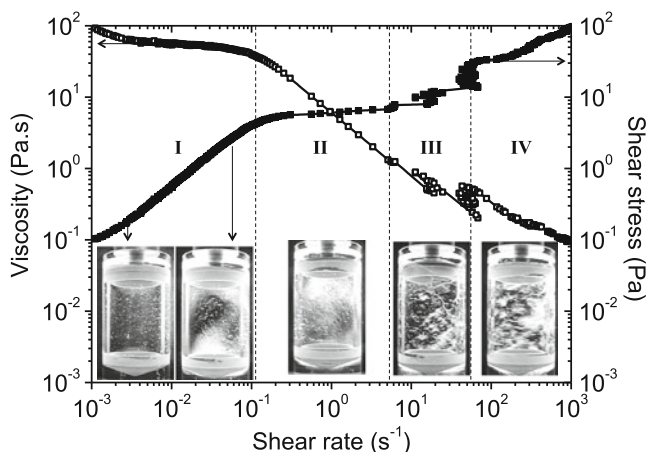 10²
10¹
10⁰
10⁻¹
10⁻²
10⁻³
Viscosity (Pa.s)
I
II
III
IV
10²
10¹
10⁰
10⁻¹
10⁻²
10⁻³
Shear stress
(Pa)
10⁻³ 10⁻² 10⁻¹ 10⁰ 10¹ 10² 10³
Shear rate (s⁻¹)